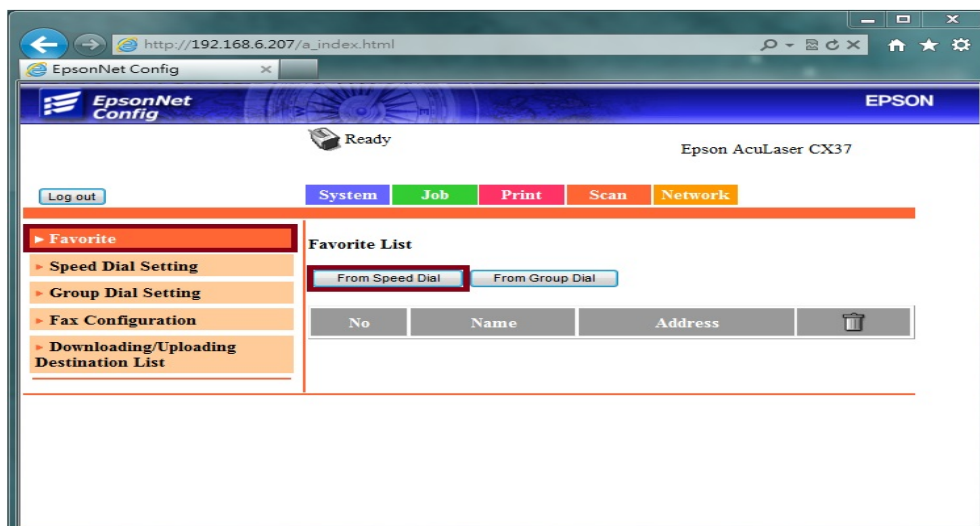 http://192.168.6.207/a_index.html
EpsonNet Config
EpsonNet
Config
EPSON
Ready
Epson AcuLaser CX37
Log out
System Job Print Scan Network
Favorite
Speed Dial Setting
Group Dial Setting
Fax Configuration
Downloading/Uploading
Destination List
Favorite List
From Speed Dial From Group Dial
No Name Address